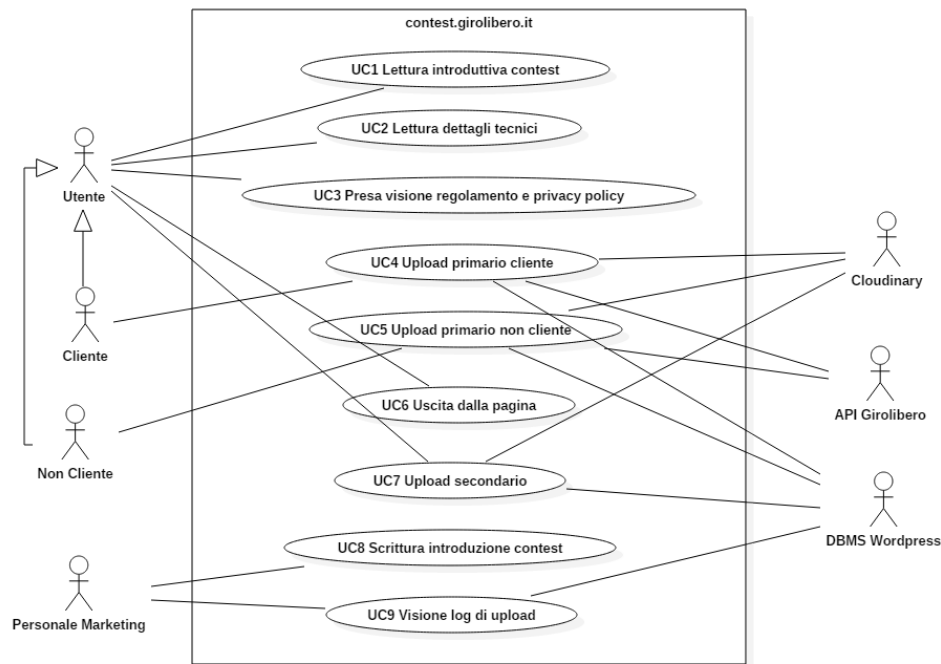 contest.girolibero.it
UC1 Lettura introduttiva contest
UC2 Lettura dettagli tecnici
Utente
UC3 Presa visione regolamento e privacy policy
UC4 Upload primario cliente
Cloudinary
Cliente
UC5 Upload primario non cliente
API Girolibero
UC6 Uscita dalla pagina
Non Cliente
UC7 Upload secondario
DBMS Wordpress
UC8 Scrittura introduzione contest
Personale Marketing
UC9 Visione log di upload